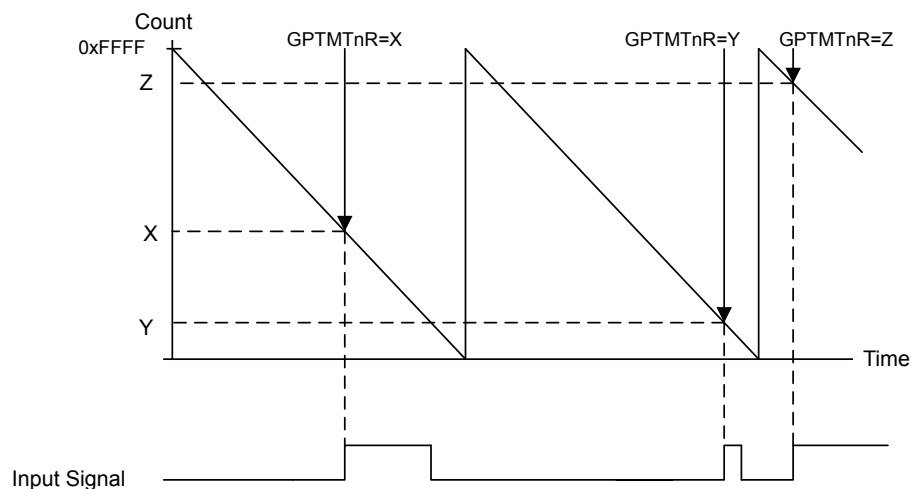 Count
0xFFFF
GPTMTnR=X
GPTMTnR=Y
GPTMTnR=Z
Z
X
Y
Time
Input Signal